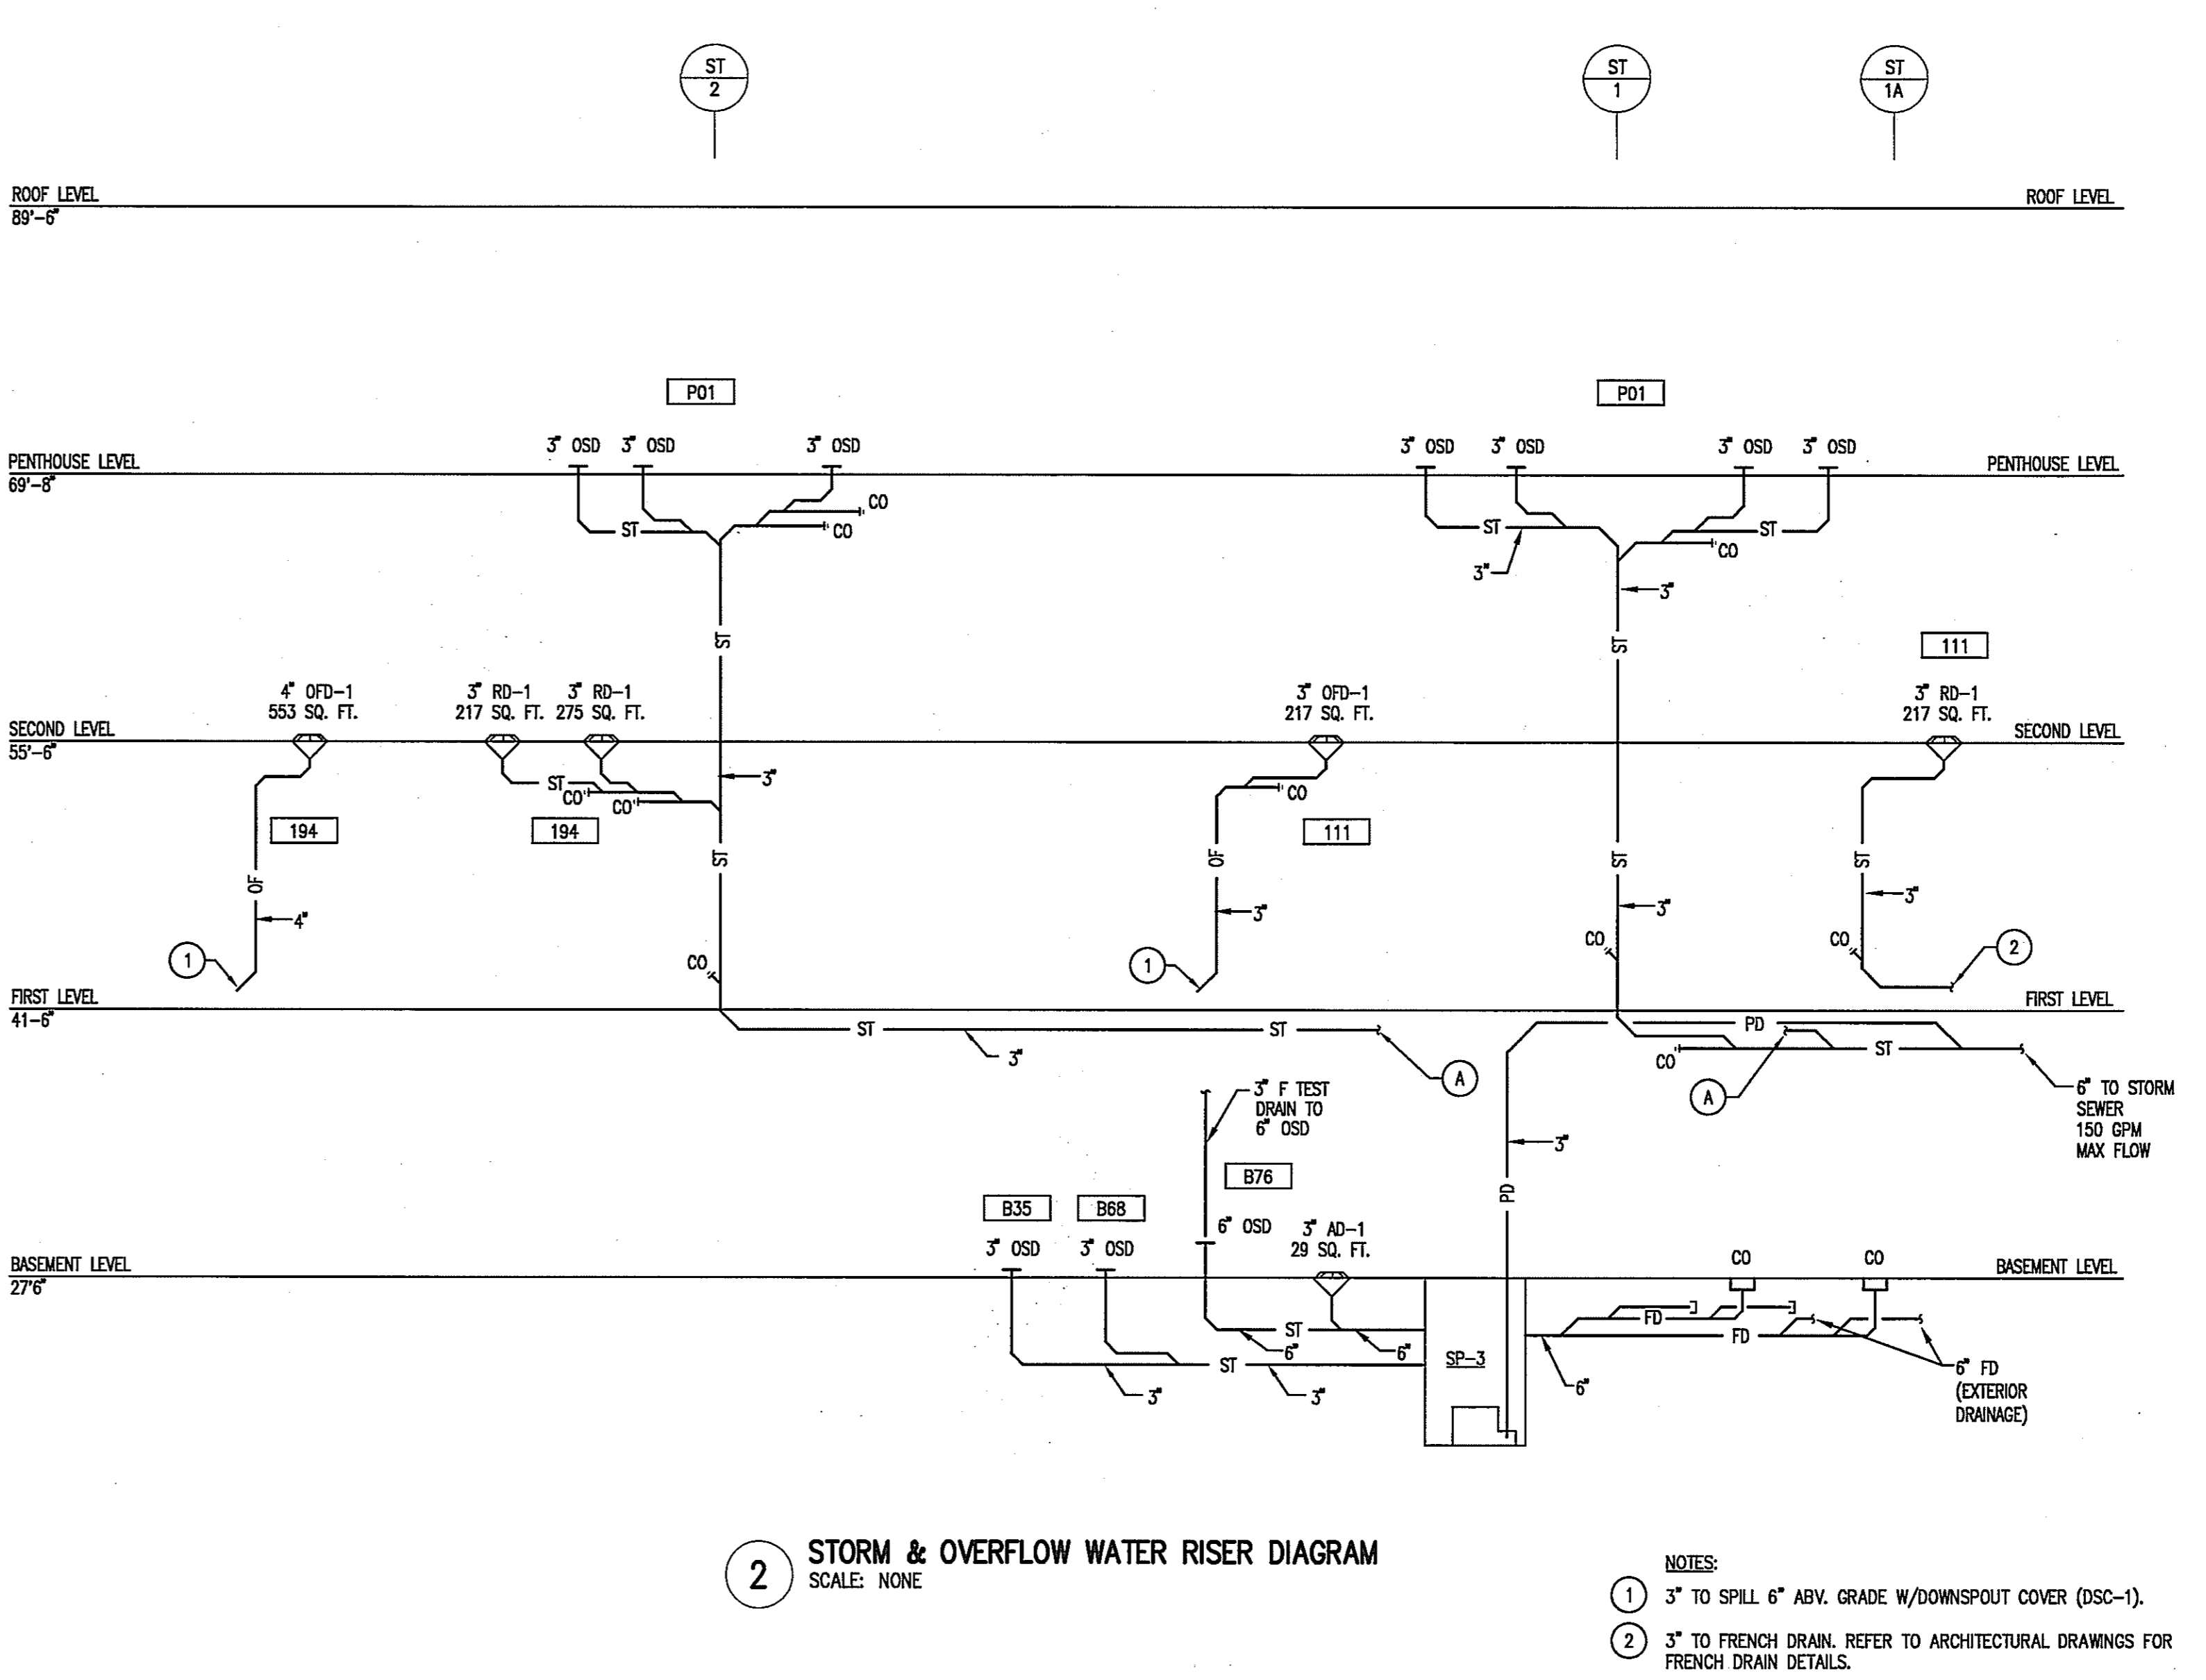 ST
2
ST
1
ST
1A
ROOF LEVEL
89'-6"
ROOF LEVEL
P01
P01
3" OSD
3" OSD
3" OSD
3" OSD
3" OSD
3" OSD
3" OSD
PENTHOUSE LEVEL
69'-8"
PENTHOUSE LEVEL
CO
CO
ST
ST
ST
CO
3"
3"
ST
ST
111
4" OFD-1
553 SQ. FT.
3" RD-1
217 SQ. FT.
3" RD-1
275 SQ. FT.
3" OFD-1
217 SQ. FT.
3" RD-1
217 SQ. FT.
SECOND LEVEL
55'-6"
SECOND LEVEL
ST
3"
CO
CO
CO
194
194
111
ST
OF
ST
ST
OF
4"
3"
3"
3"
CO
CO
CO
1
1
2
FIRST LEVEL
41-6"
FIRST LEVEL
ST
ST
PD
3"
CO
ST
A
A
3" F TEST
DRAIN TO
6" OSD
6" TO STORM
SEWER
150 GPM
MAX FLOW
3"
B76
PD
B35
B68
6" OSD
3" AD-1
29 SQ. FT.
3" OSD
3" OSD
CO
CO
BASEMENT LEVEL
27'6"
BASEMENT LEVEL
FD
ST
FD
6"
6"
ST
SP-3
3"
3"
6"
6" FD
(EXTERIOR
DRAINAGE)
2
STORM & OVERFLOW WATER RISER DIAGRAM
SCALE: NONE
NOTES:
1 3" TO SPILL 6" ABV. GRADE W/DOWNSPOUT COVER (DSC-1).
2 3" TO FRENCH DRAIN. REFER TO ARCHITECTURAL DRAWINGS FOR
FRENCH DRAIN DETAILS.